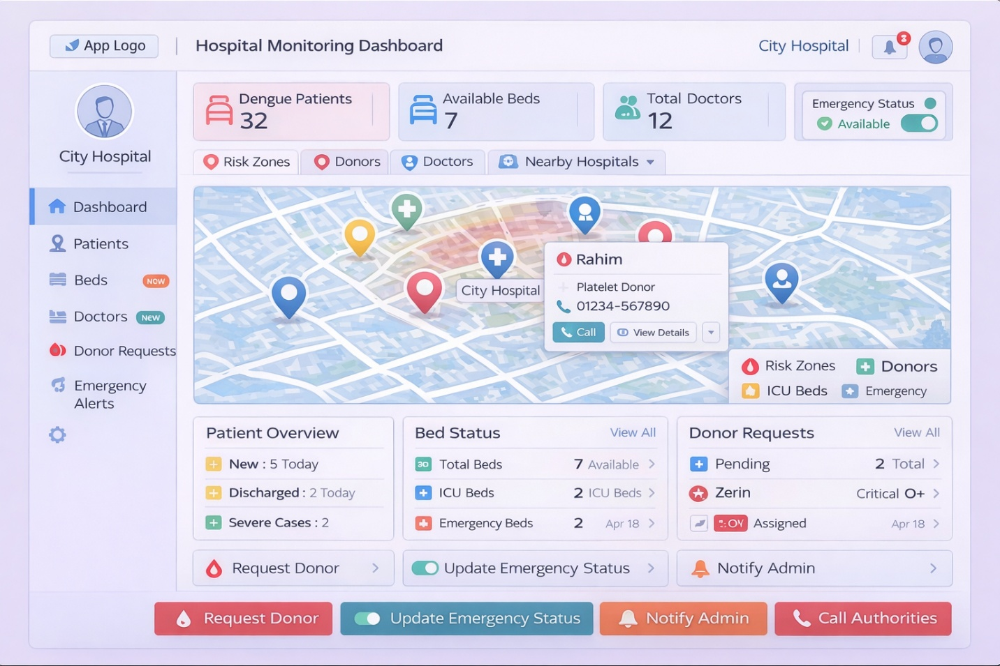 App Logo
Hospital Monitoring Dashboard
City Hospital
City Hospital
Dashboard
Patients
Beds NOW
Doctors NEW
Donor Requests
Emergency
Alerts
Dengue Patients
32
Available Beds
7
Total Doctors
12
Emergency Status
Available
Risk Zones
Donors
Doctors
Nearby Hospitals
City Hospital
Rahim
Platelet Donor
01234-567890
Call
View Details
Risk Zones
Donors
ICU Beds
Emergency
Patient Overview
New : 5 Today
Discharged : 2 Today
Severe Cases : 2
Bed Status View All
Total Beds 7 Available
ICU Beds 2 ICU Beds
Emergency Beds 2 Apr 18
Donor Requests View All
Pending 2 Total
Zerin Critical O+
Assigned Apr 18
Request Donor
Update Emergency Status
Notify Admin
Request Donor
Update Emergency Status
Notify Admin
Call Authorities